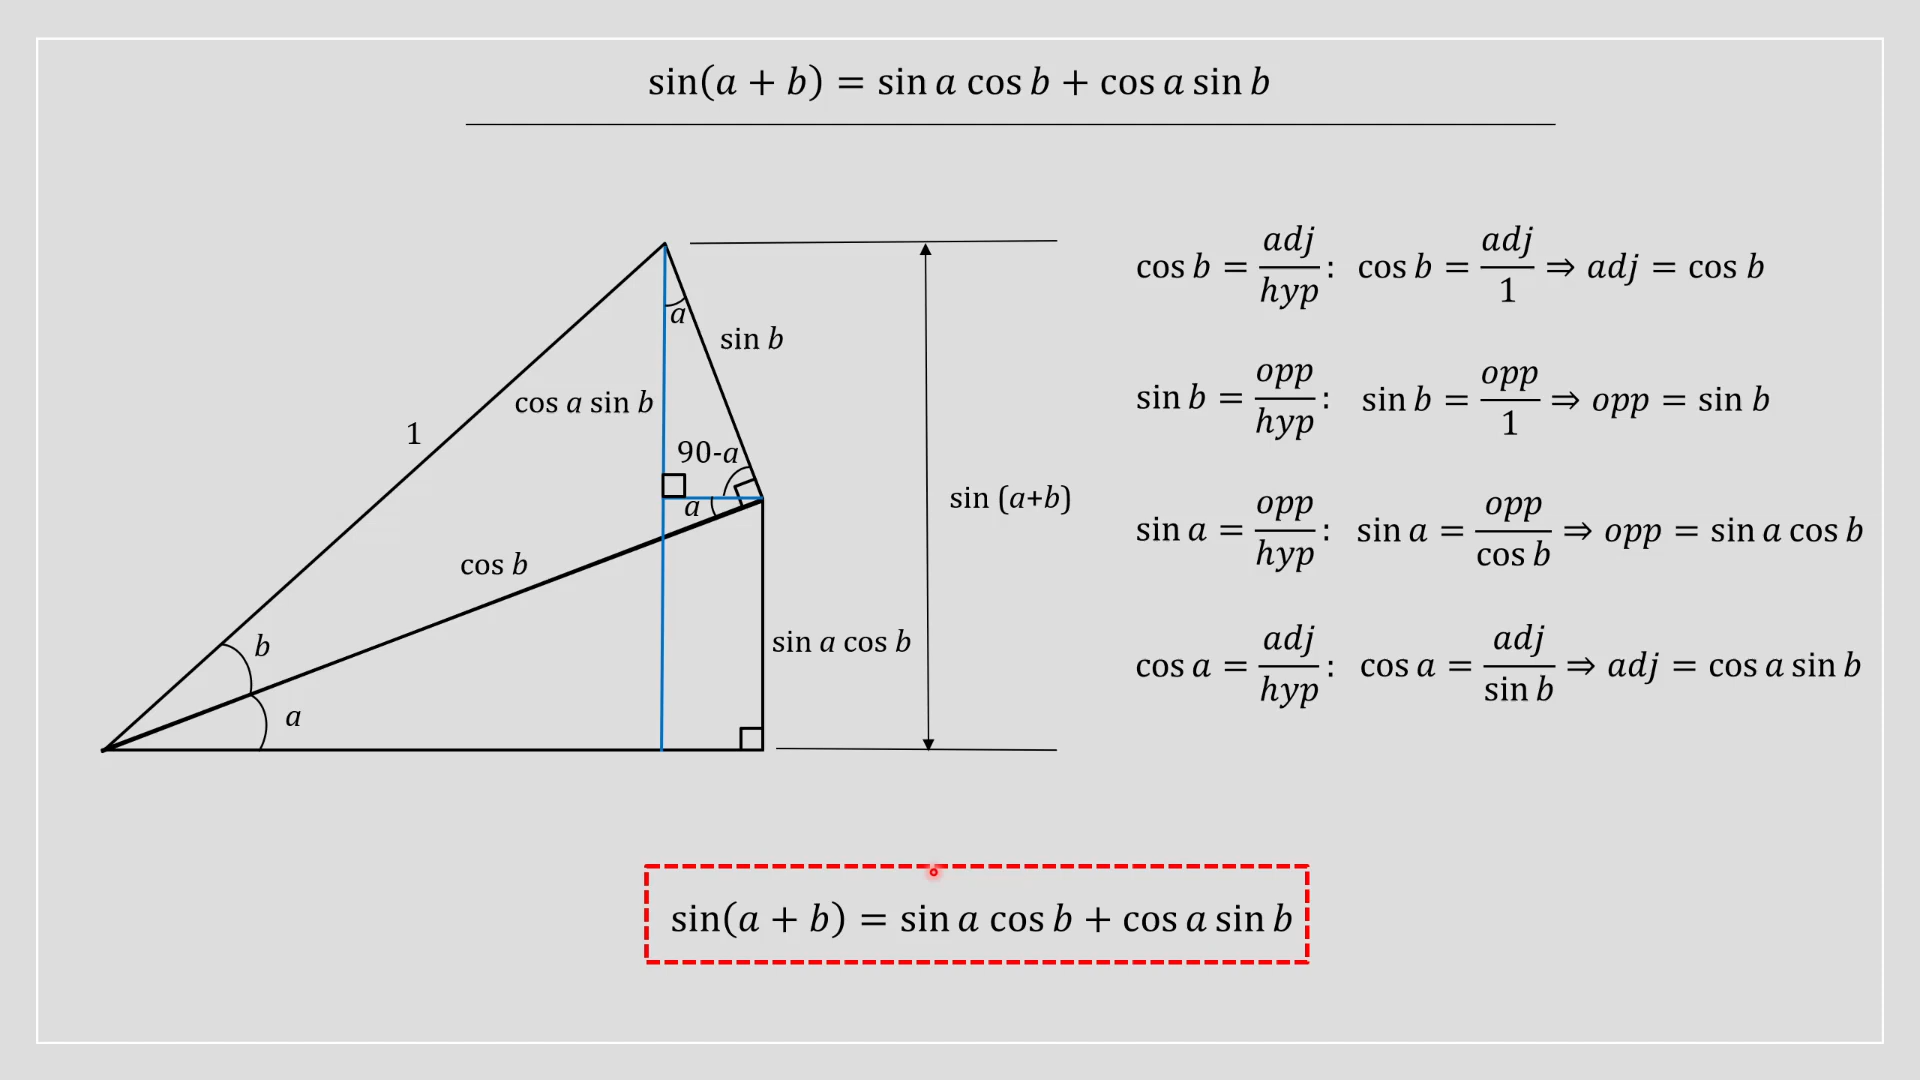 sin(a + b) = sin a cos b + cos a sin b
a
sin b
cos a sin b
1
90-a
a
sin (a+b)
cos b
sin a cos b
b
a
cos b = adj/hyp : cos b = adj/1 ⇒ adj = cos b
sin b = opp/hyp : sin b = opp/1 ⇒ opp = sin b
sin a = opp/hyp : sin a = opp/cos b ⇒ opp = sin a cos b
cos a = adj/hyp : cos a = adj/sin b ⇒ adj = cos a sin b
sin(a + b) = sin a cos b + cos a sin b